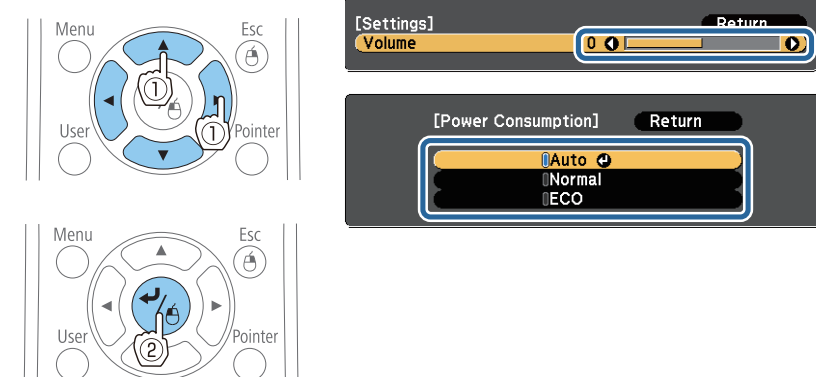 Menu
Esc
①
User
①
Pointer
Menu
Esc
User
②
Pointer
[Settings]
Return
Volume
0
[Power Consumption]
Return
Auto
Normal
ECO